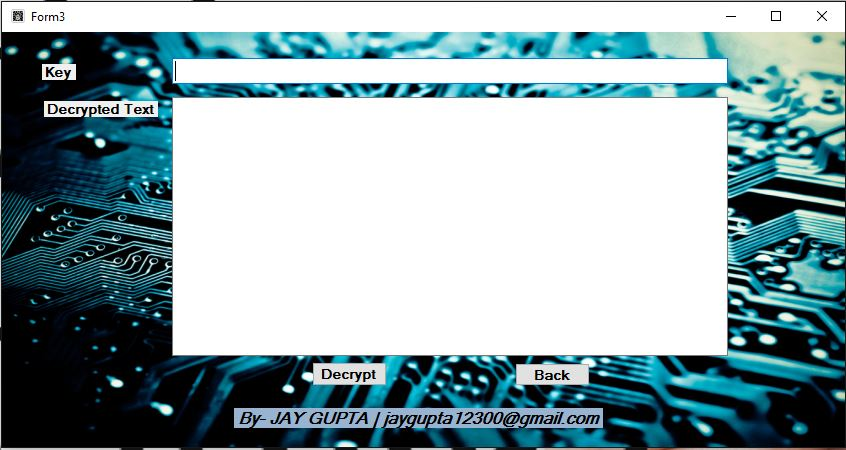 Form3
Key
Decrypted Text
Decrypt
Back
By- JAY GUPTA | jaygupta12300@gmail.com